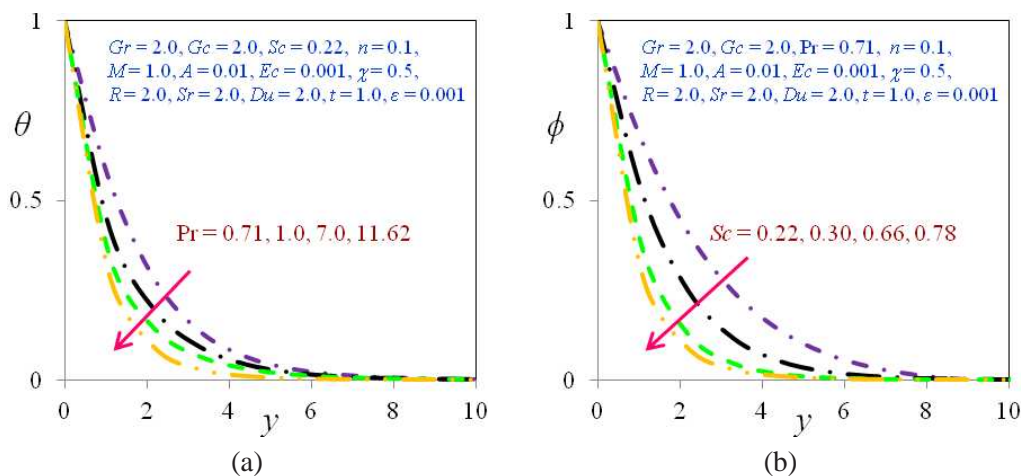 1
Gr = 2.0, Gc = 2.0, Sc = 0.22, n = 0.1,
M = 1.0, A = 0.01, Ec = 0.001, χ = 0.5,
R = 2.0, Sr = 2.0, Du = 2.0, t = 1.0, ε = 0.001
θ
0.5
Pr = 0.71, 1.0, 7.0, 11.62
0
0 2 4 6 8 10
y
(a)
1
Gr = 2.0, Gc = 2.0, Pr = 0.71, n = 0.1,
M = 1.0, A = 0.01, Ec = 0.001, χ = 0.5,
R = 2.0, Sr = 2.0, Du = 2.0, t = 1.0, ε = 0.001
ϕ
0.5
Sc = 0.22, 0.30, 0.66, 0.78
0
0 2 4 6 8 10
y
(b)